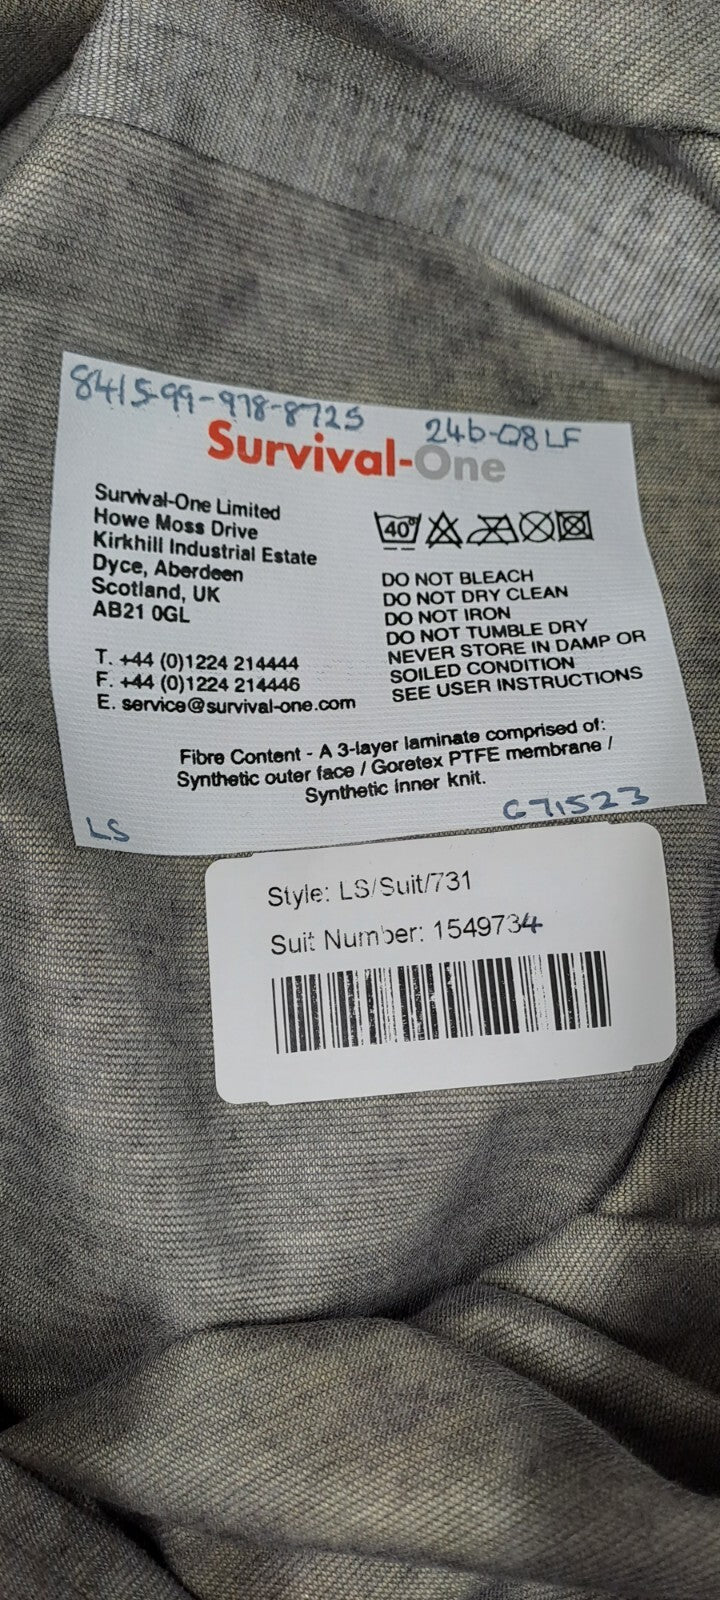 8415-99-978-8725 246-08LF
Survival-One
Survival-One Limited
Howe Moss Drive
Kirkhill Industrial Estate
Dyce, Aberdeen
Scotland, UK
AB21 0GL
T. +44 (0)1224 214444
F. +44 (0)1224 214446
E. service@survival-one.com
40°
DO NOT BLEACH
DO NOT DRY CLEAN
DO NOT IRON
DO NOT TUMBLE DRY
NEVER STORE IN DAMP OR
SOILED CONDITION
SEE USER INSTRUCTIONS
Fibre Content - A 3-layer laminate comprised of:
Synthetic outer face / Goretex PTFE membrane /
Synthetic inner knit.
LS
G71523
Style: LS/Suit/731
Suit Number: 1549734